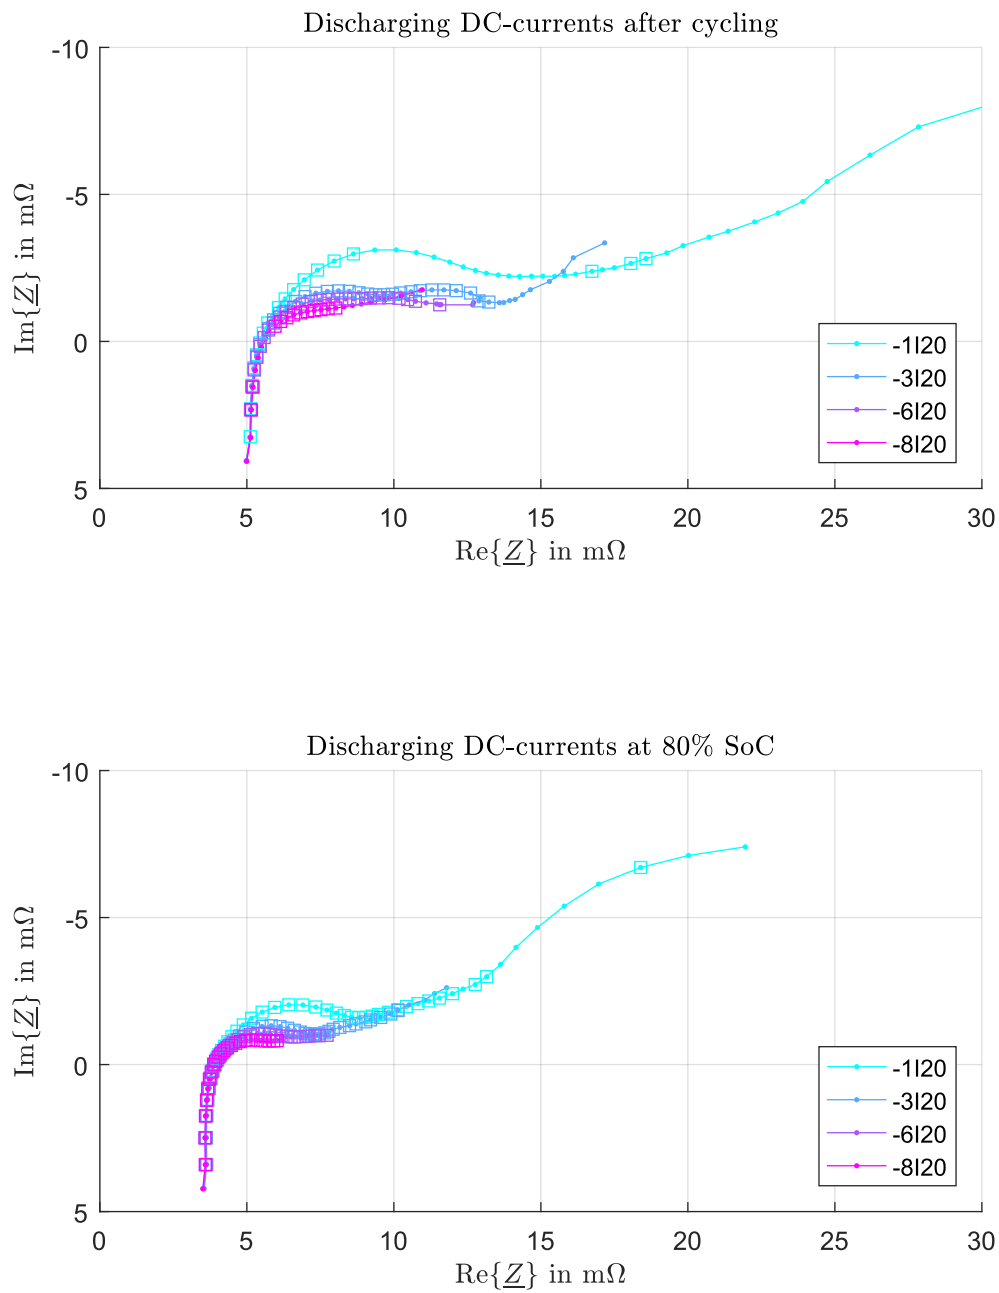 Discharging DC-currents after cycling
-10
-5
0
5
Im{Z} in mΩ
0 5 10 15 20 25 30
Re{Z} in mΩ
-1I20
-3I20
-6I20
-8I20
Discharging DC-currents at 80% SoC
-10
-5
0
5
Im{Z} in mΩ
0 5 10 15 20 25 30
Re{Z} in mΩ
-1I20
-3I20
-6I20
-8I20